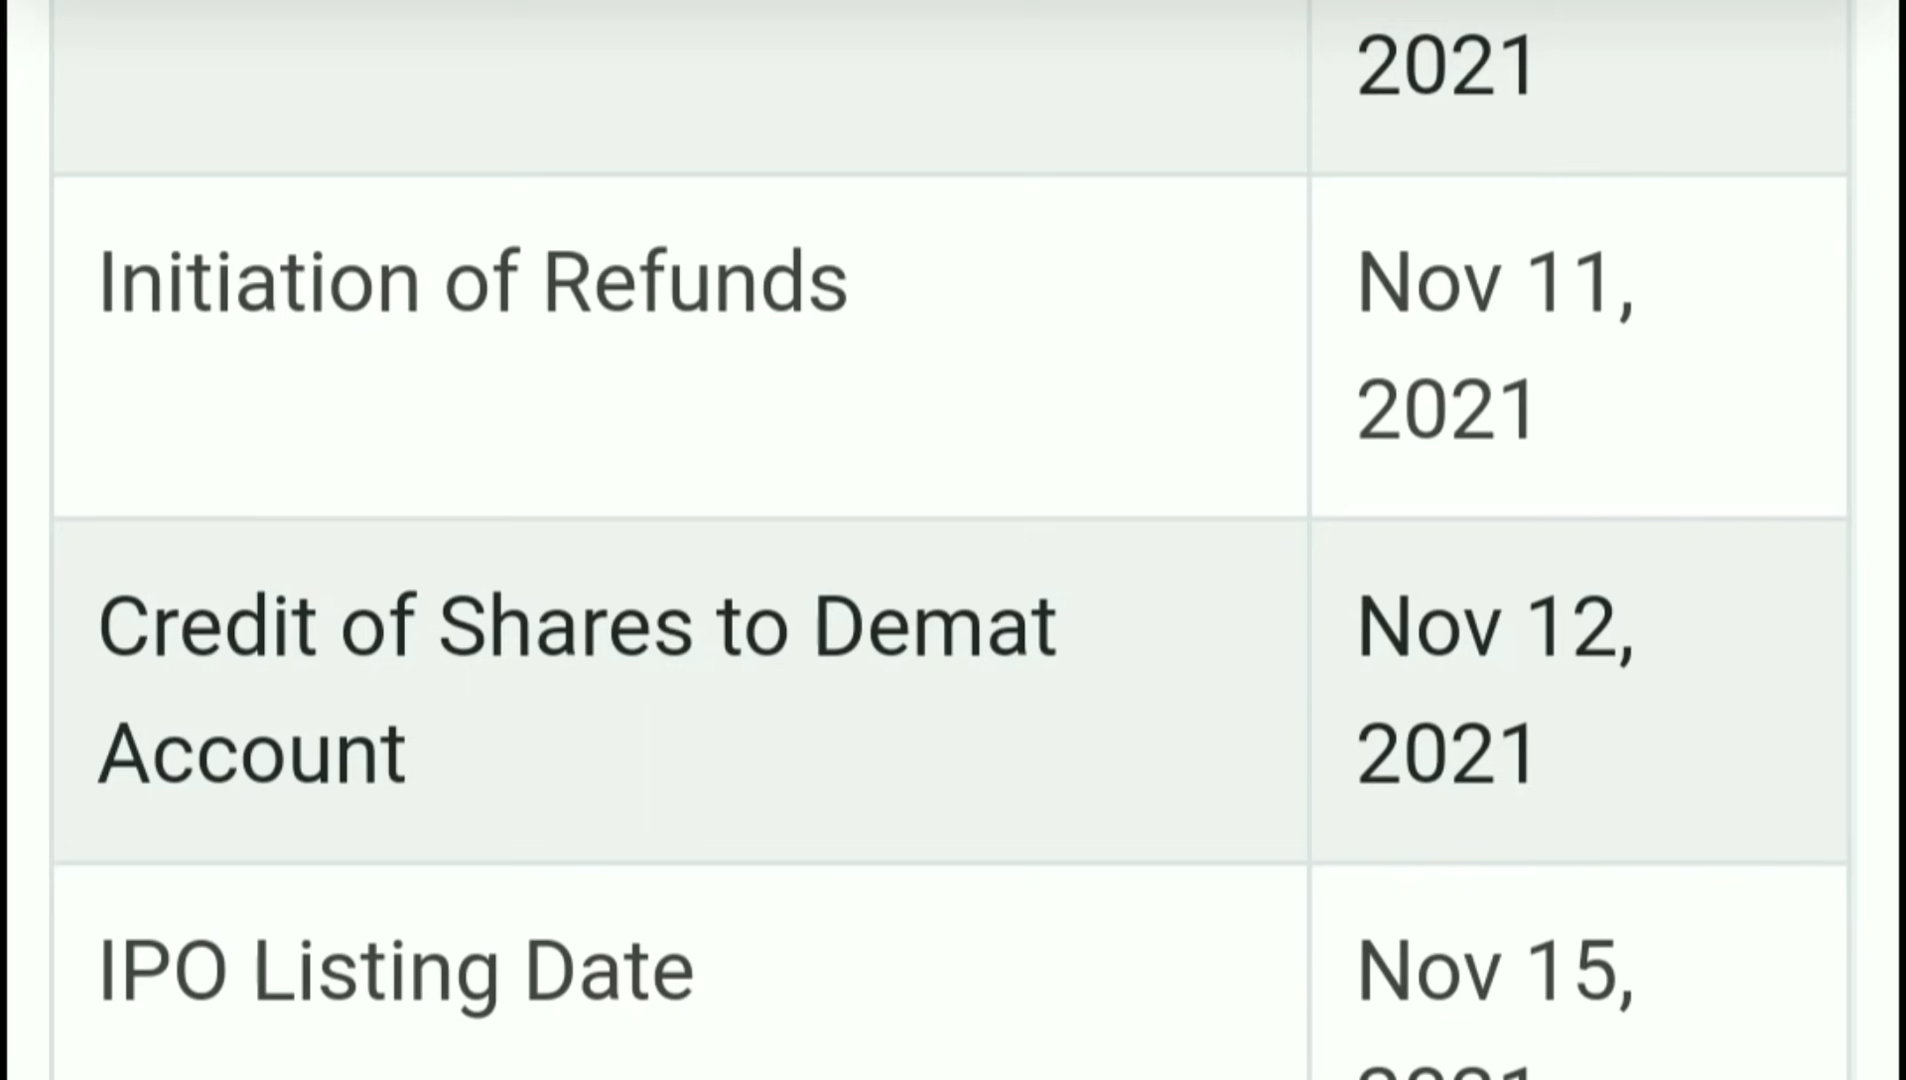 2021
Initiation of Refunds
Nov 11,
2021
Credit of Shares to Demat
Account
Nov 12,
2021
IPO Listing Date
Nov 15,
2021